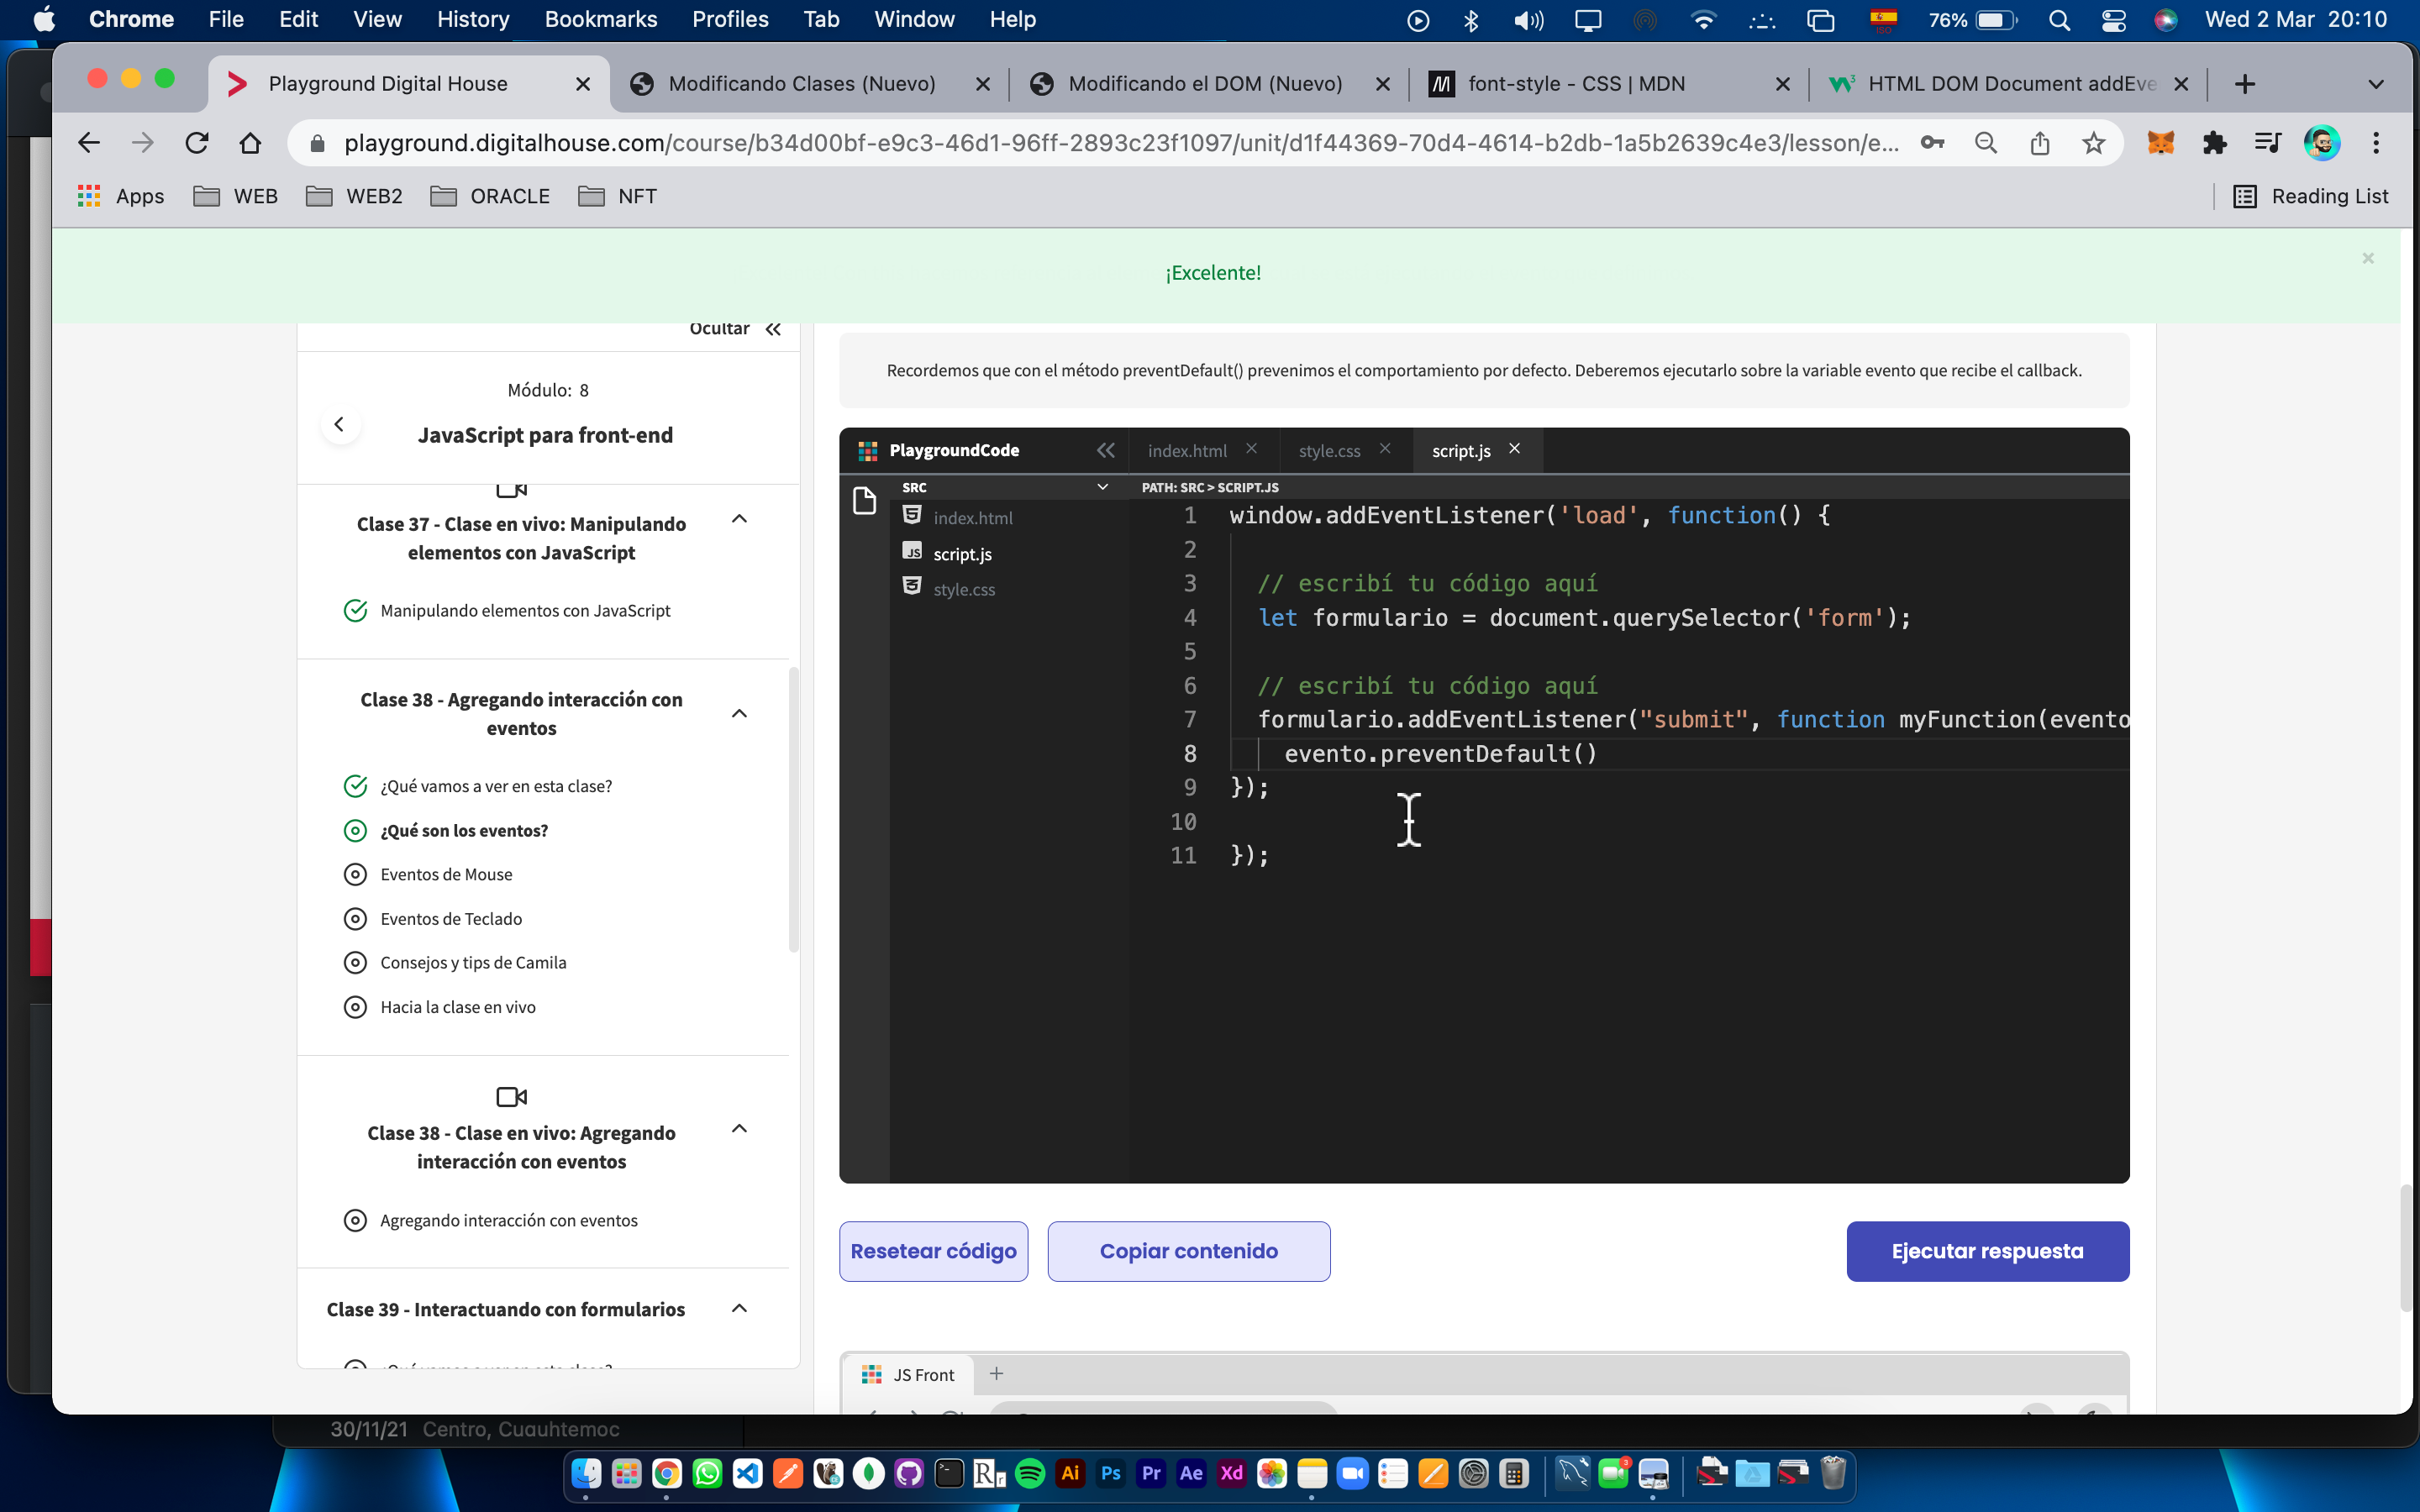 Chrome File Edit View History Bookmarks Profiles Tab Window Help ISO 76% Wed 2 Mar 20:10
Playground Digital House
Modificando Clases (Nuevo)
Modificando el DOM (Nuevo)
font-style - CSS | MDN
HTML DOM Document addEve
playground.digitalhouse.com/course/b34d00bf-e9c3-46d1-96ff-2893c23f1097/unit/d1f44369-70d4-4614-b2db-1a5b2639c4e3/lesson/e...
Apps WEB WEB2 ORACLE NFT Reading List
¡Excelente!
Ocultar
Módulo: 8
JavaScript para front-end
Clase 37 - Clase en vivo: Manipulando
elementos con JavaScript
Manipulando elementos con JavaScript
Clase 38 - Agregando interacción con
eventos
¿Qué vamos a ver en esta clase?
¿Qué son los eventos?
Eventos de Mouse
Eventos de Teclado
Consejos y tips de Camila
Hacia la clase en vivo
Clase 38 - Clase en vivo: Agregando
interacción con eventos
Agregando interacción con eventos
Clase 39 - Interactuando con formularios
Recordemos que con el método preventDefault() prevenimos el comportamiento por defecto. Deberemos ejecutarlo sobre la variable evento que recibe el callback.
PlaygroundCode
index.html
style.css
script.js
SRC
index.html
script.js
style.css
PATH: SRC > SCRIPT.JS
1 window.addEventListener('load', function() {
2
3 // escribí tu código aquí
4 let formulario = document.querySelector('form');
5
6 // escribí tu código aquí
7 formulario.addEventListener("submit", function myFunction(evento
8 evento.preventDefault()
9 });
10
11 });
Resetear código
Copiar contenido
Ejecutar respuesta
JS Front
30/11/21 Centro, Cuauhtemoc
Ai Ps Pr Ae Xd 3